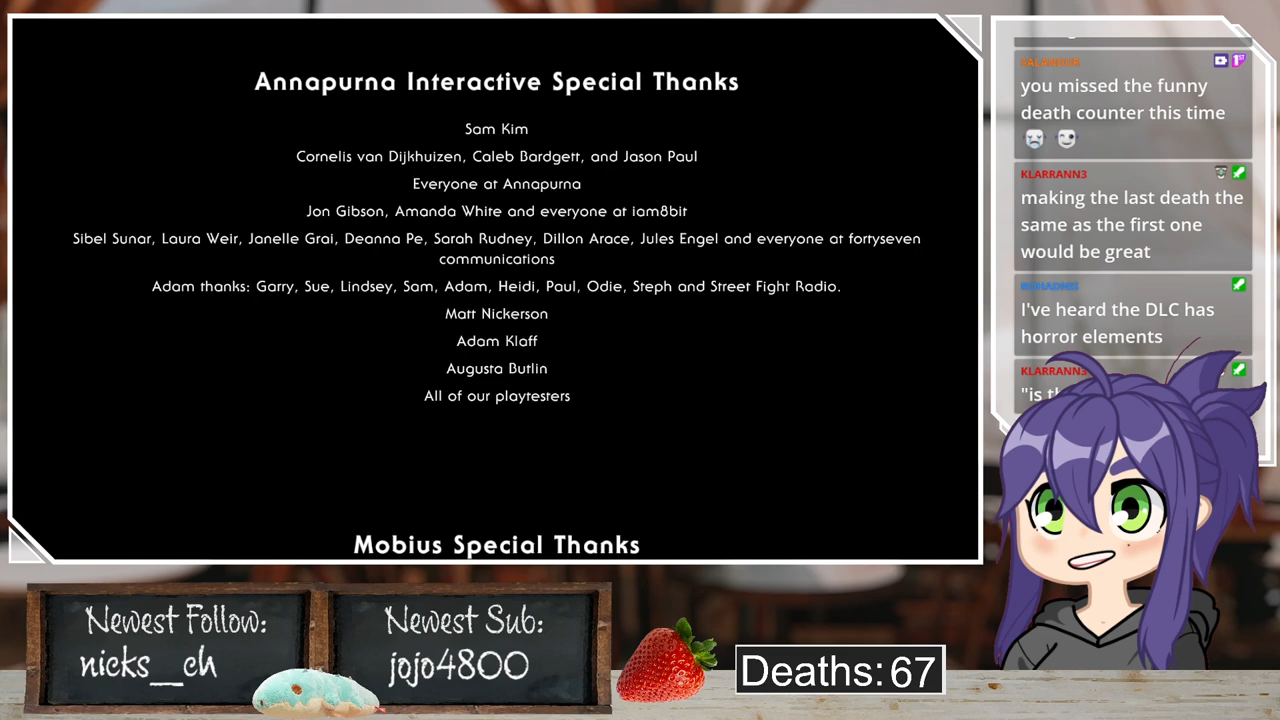 Annapurna Interactive Special Thanks
Sam Kim
Cornelis van Dijkhuizen, Caleb Bardgett, and Jason Paul
Everyone at Annapurna
Jon Gibson, Amanda White and everyone at iam8bit
Sibel Sunar, Laura Weir, Janelle Grai, Deanna Pe, Sarah Rudney, Dillon Arace, Jules Engel and everyone at fortyseven
communications
Adam thanks: Garry, Sue, Lindsey, Sam, Adam, Heidi, Paul, Odie, Steph and Street Fight Radio.
Matt Nickerson
Adam Klaff
Augusta Butlin
All of our playtesters
Mobius Special Thanks
you missed the funny
death counter this time
KLARRANN3
making the last death the
same as the first one
would be great
I've heard the DLC has
horror elements
KLARRANN3
"is
Newest Follow:
nicks_ch
Newest Sub:
jojo4800
Deaths: 67